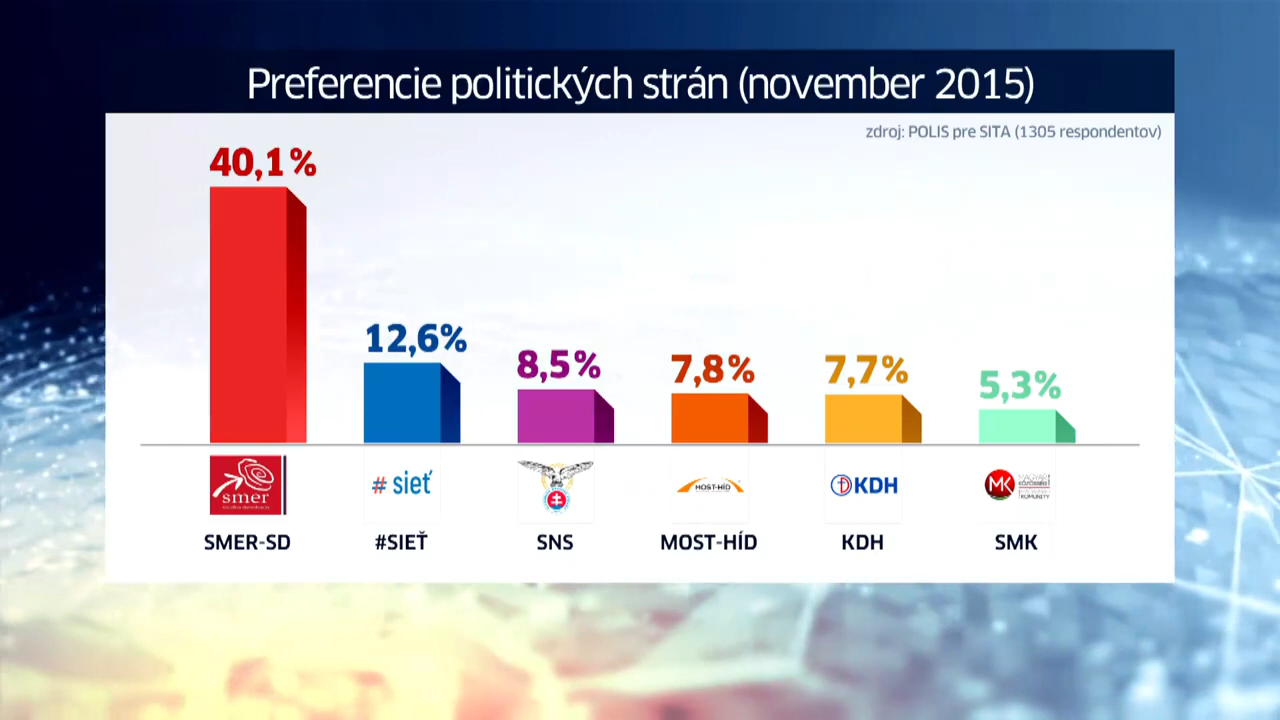 Preferencie politických strán (november 2015)
zdroj: POLIS pre SITA (1305 respondentov)
40,1%
12,6%
8,5%
7,8%
7,7%
5,3%
smer
# sieť
MOST-HÍD
KDH
MK
SMER-SD
#SIEŤ
SNS
MOST-HÍD
KDH
SMK